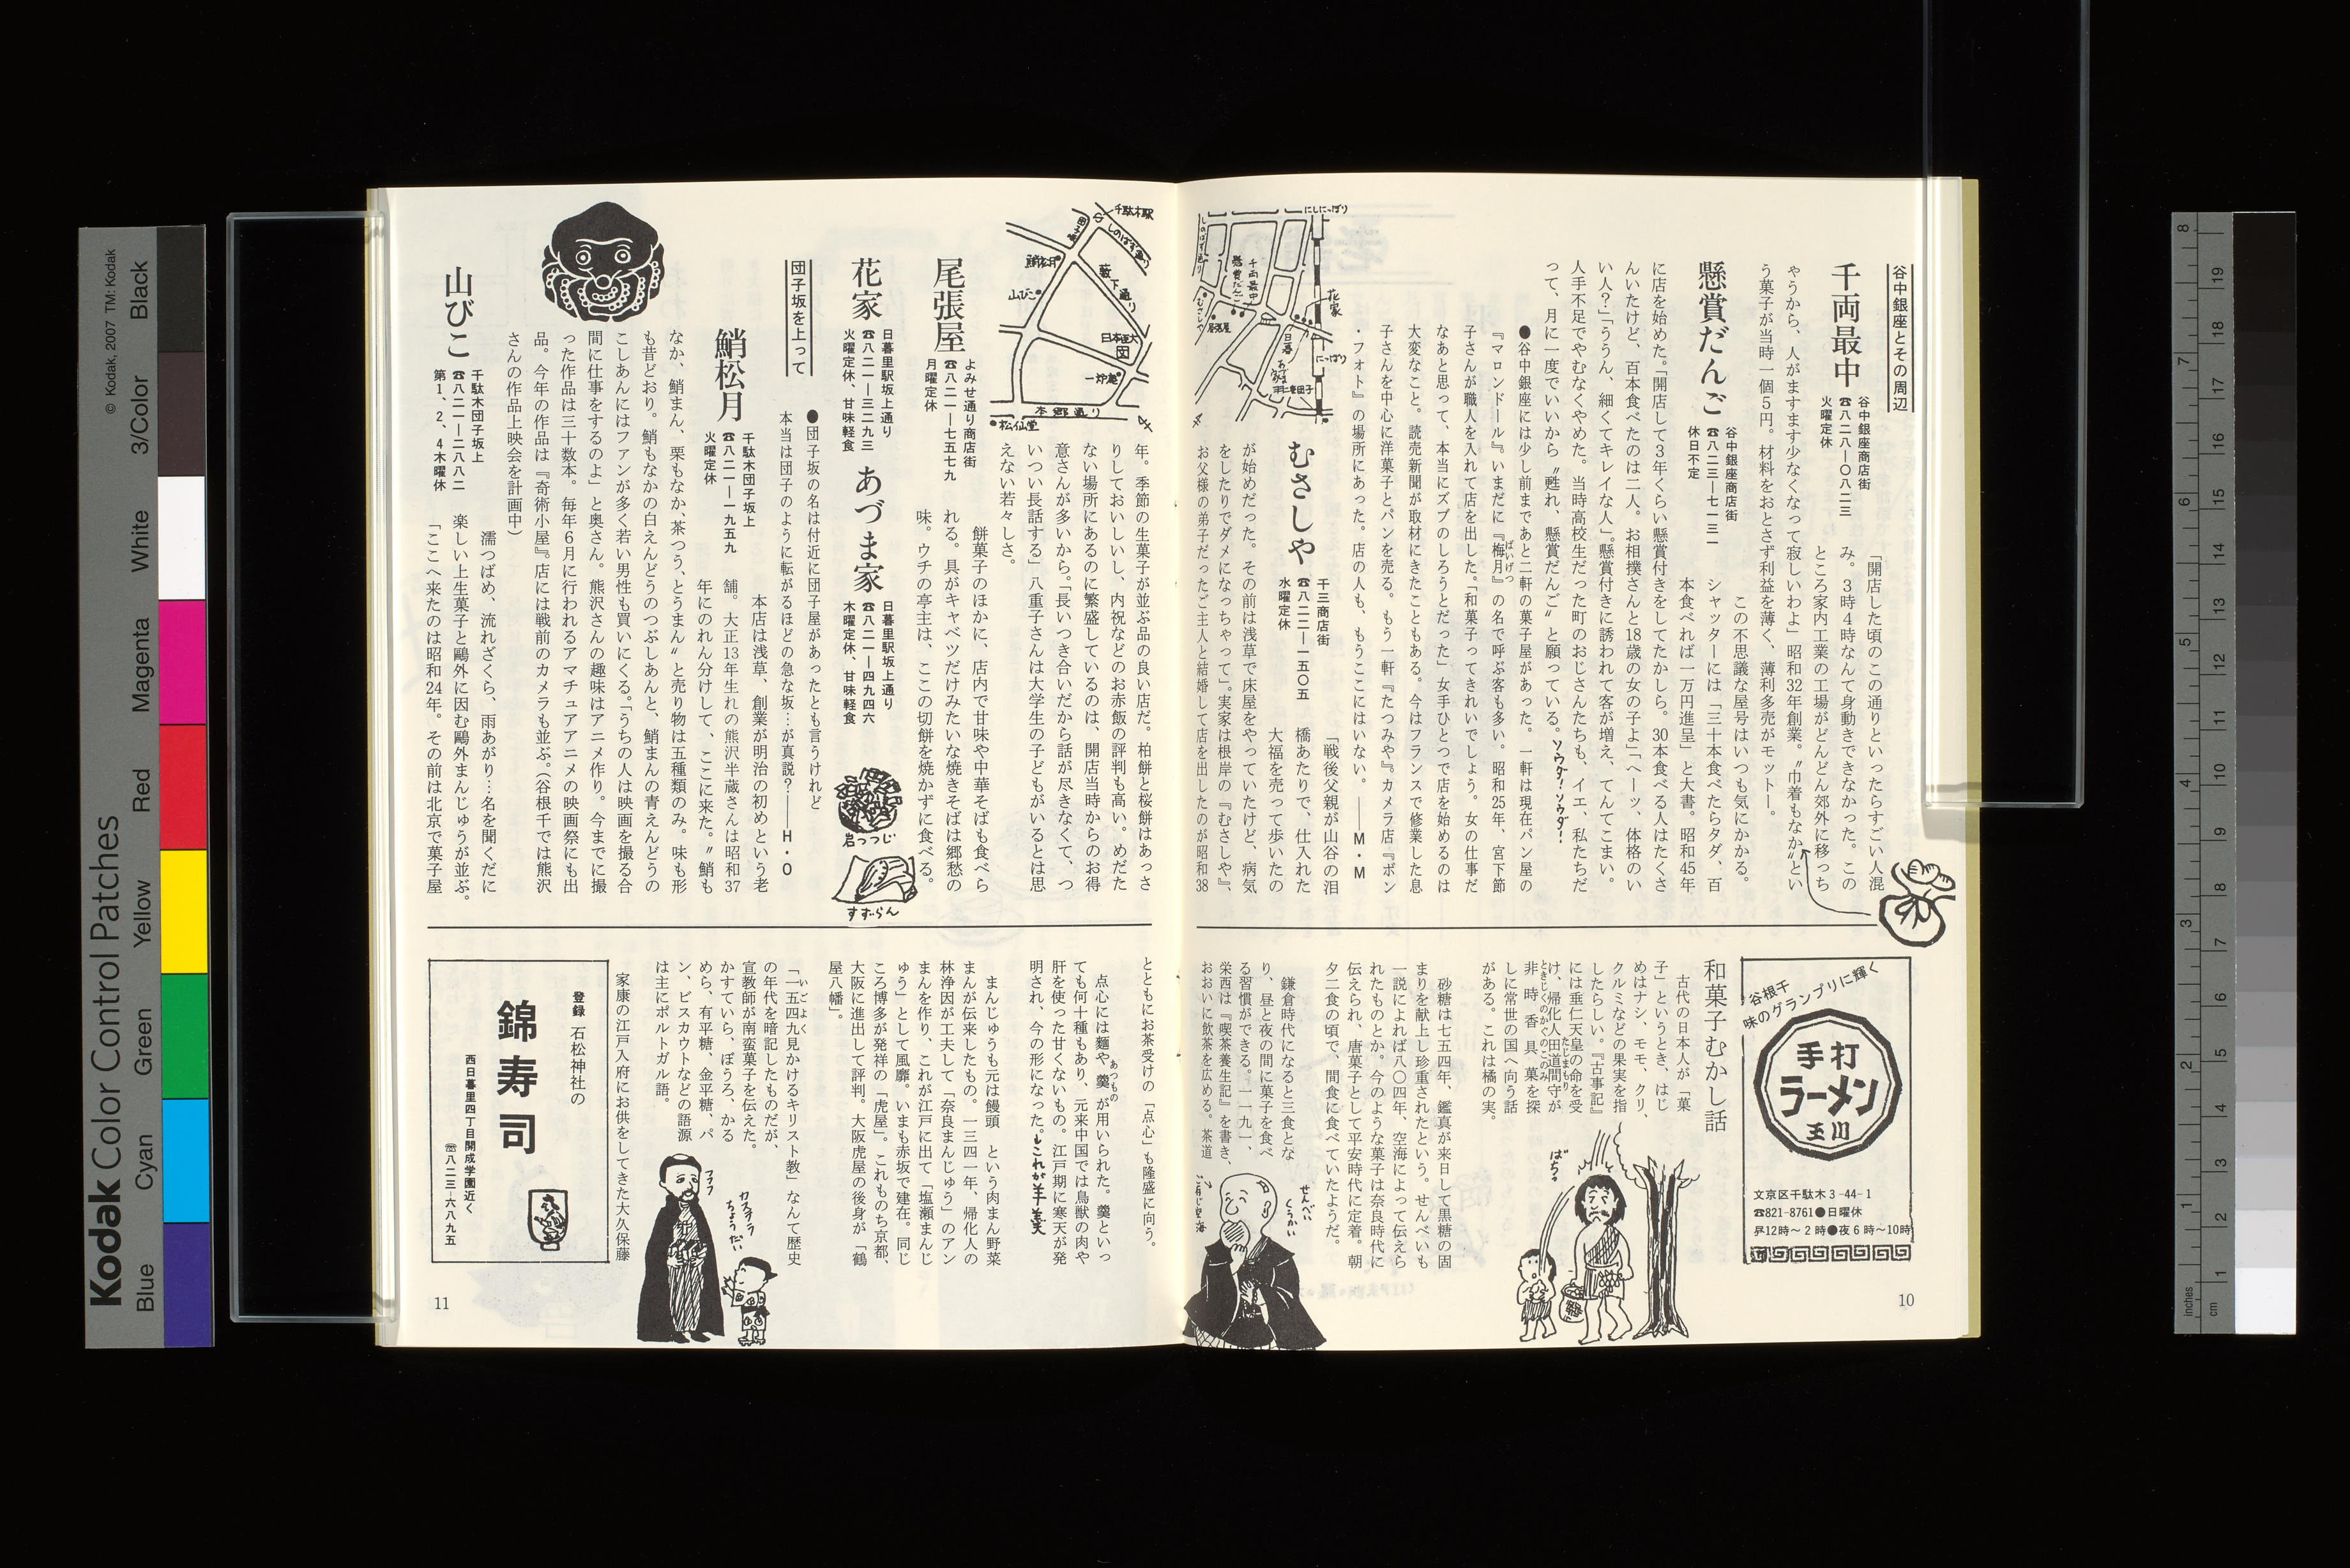 谷中銀座とその周辺
千両最中
谷中銀座商店街
☎八二八ー〇八二三
火曜定休
「開店した頃のこの通りといったらすごい人混
み。3時4時なんて身動きできなかった。この
ところ家内工業の工場がどんどん郊外に移っち
ゃうから、人がますます少なくなって寂しいわよ」昭和32年創業。〝巾着もなか〟とい
う菓子が当時一個5円。材料をおとさず利益を薄く、薄利多売がモットー。
懸賞だんご
谷中銀座商店街
☎八二三ー七一三一
休日不定
この不思議な屋号はいつも気にかかる。
シャッターには「三十本食べたらタダ、百
本食べれば一万円進呈」と大書。昭和45年
に店を始めた。「開店して3年くらい懸賞付きをしてたかしら。30本食べる人はたくさ
んいたけど、百本食べたのは二人。お相撲さんと18歳の女の子よ」「ヘーッ、体格のい
い人?」「ううん、細くてキレイな人」。懸賞付きに誘われて客が増え、てんてこまい。
人手不足でやむなくやめた。当時高校生だった町のおじさんたちも、イエ、私たちだ
って、月に一度でいいから〝甦れ、懸賞だんご〟と願っている。ソウダ!ソウダ!
●谷中銀座には少し前まであと二軒の菓子屋があった。一軒は現在パン屋の
『マロンドール』。いまだに『梅月』の名で呼ぶ客も多い。昭和25年、宮下節
ばいげつ
子さんが職人を入れて店を出した。「和菓子ってきれいでしょう。女の仕事だ
なあと思って、本当にズブのしろうとだった」女手ひとつで店を始めるのは
大変なこと。読売新聞が取材にきたこともある。今はフランスで修業した息
子さんを中心に洋菓子とパンを売る。もう一軒『たつみや』。カメラ店『ボン
・フォト』の場所にあった。店の人も、もうここにはいない。——M・M
にしにっぽり
しのばず通り
千両最中
懸賞だんご
花家
にっぽり
尾張屋
むさしや
あづま家
羽二重団子
むさしや
千三商店街
☎八二二ー一五〇五
水曜定休
「戦後父親が山谷の泪
橋あたりで、仕入れた
大福を売って歩いたの
が始めだった。その前は浅草で床屋をやっていたけど、病気
をしたりでダメになっちゃって」。実家は根岸の『むさしや』、
お父様の弟子だったご主人と結婚して店を出したのが昭和38
年。季節の生菓子が並ぶ品の良い店だ。柏餅と桜餅はあっさ
りしておいしいし、内祝などのお赤飯の評判も高い。めだた
ない場所にあるのに繁盛しているのは、開店当時からのお得
意さんが多いから。「長いつき合いだから話が尽きなくて、つ
いつい長話する」八重子さんは大学生の子どもがいるとは思
えない若々しさ。
千駄木駅
しのばず通り
団子坂
鮹松月
藪下通り
山びこ
日本医大
一炉庵
本郷通り
松仙堂
尾張屋
よみせ通り商店街
☎八二一ー七五七九
月曜定休
餅菓子のほかに、店内で甘味や中華そばも食べら
れる。具がキャベツだけみたいな焼きそばは郷愁の
味。ウチの亭主は、ここの切餅を焼かずに食べる。
花家
日暮里駅坂上通り
☎八二一ー三二九三
火曜定休、甘味軽食
あづま家
日暮里駅坂上通り
☎八二一ー四九四六
木曜定休、甘味軽食
岩つつじ
すずらん
団子坂を上って
●団子坂の名は付近に団子屋があったとも言うけれど
本当は団子のように転がるほどの急な坂…が真説?——H・O
鮹松月
千駄木団子坂上
☎八二一ー一九五九
火曜定休
本店は浅草、創業が明治の初めという老
舗。大正13年生れの熊沢半蔵さんは昭和37
年にのれん分けして、ここに来た。〝鮹も
なか、鮹まん、栗もなか、茶つう、とうまん〟と売り物は五種類のみ。味も形
も昔どおり。鮹もなかの白えんどうのつぶしあんと、鮹まんの青えんどうの
こしあんにはファンが多く若い男性も買いにくる。「うちの人は映画を撮る合
間に仕事をするのよ」と奥さん。熊沢さんの趣味はアニメ作り。今までに撮
った作品は三十数本。毎年6月に行われるアマチュアアニメの映画祭にも出
品。今年の作品は『奇術小屋』。店には戦前のカメラも並ぶ。(谷根千では熊沢
さんの作品上映会を計画中)
山びこ
千駄木団子坂上
☎八二一ー二八八二
第1、2、4木曜休
濡つばめ、流れざくら、雨あがり…名を聞くだに
楽しい上生菓子と鷗外に因む鷗外まんじゅうが並ぶ。
「ここへ来たのは昭和24年。その前は北京で菓子屋
谷根千
味のグランプリに輝く
手打
ラーメン
玉川
文京区千駄木3-44-1
☎821-8761●日曜休
昼12時〜2時●夜6時〜10時
和菓子むかし話
古代の日本人が「菓
子」というとき、はじ
めはナシ、モモ、クリ、
クルミなどの果実を指
したらしい。『古事記』
には垂仁天皇の命を受
け、帰化人田道間守が
たじまもり
非時香具菓を探
ときじくのかぐのこのみ
しに常世の国へ向う話
がある。これは橘の実。
砂糖は七五四年、鑑真が来日して黒糖の固
まりを献上し珍重されたという。せんべいも
一説によれば八〇四年、空海によって伝えら
れたものとか。今のような菓子は奈良時代に
伝えられ、唐菓子として平安時代に定着。朝
夕二食の頃で、間食に食べていたようだ。
鎌倉時代になると三食とな
り、昼と夜の間に菓子を食べ
る習慣ができる。一一九一、
栄西は『喫茶養生記』を書き、
おおいに飲茶を広める。茶道
ばち。
せんべい
くうかい
とともにお茶受けの「点心」も隆盛に向う。
点心には麺や、羹が用いられた。羹といっ
あつもの
ても何十種もあり、元来中国では鳥獣の肉や
肝を使った甘くないもの。江戸期に寒天が発
明され、今の形になった。←これが羊羹
まんじゅうも元は饅頭 という肉まん野菜
まんが伝来したもの。一三四一年、帰化人の
林浄因が工夫して「奈良まんじゅう」のアン
まんを作り、これが江戸に出て「塩瀬まんじ
ゅう」として風靡。いまも赤坂で建在。同じ
ころ博多が発祥の「虎屋」。これものち京都、
大阪に進出して評判。大阪虎屋の後身が「鶴
屋八幡」。
「一五四九見かけるキリスト教」なんて歴史
いごよく
の年代を暗記したものだが、
宣教師が南蛮菓子を伝えた。
かすていら、ぼうろ、かる
めら、有平糖、金平糖、パ
ン、ビスカウトなどの語源
は主にポルトガル語。
家康の江戸入府にお供をしてきた大久保藤
フフフ
カステラ
ちょうだい
登録 石松神社の
錦寿司
西日暮里四丁目開成学園近く
☏八二三-六八九五
10
11
Kodak Color Control Patches
© Kodak, 2007 TM: Kodak
Blue
Cyan
Green
Yellow
Red
Magenta
White
3/Color
Black
inches
cm
1
2
3
4
5
6
7
8
1
2
3
4
5
6
7
8
9
10
11
12
13
14
15
16
17
18
19